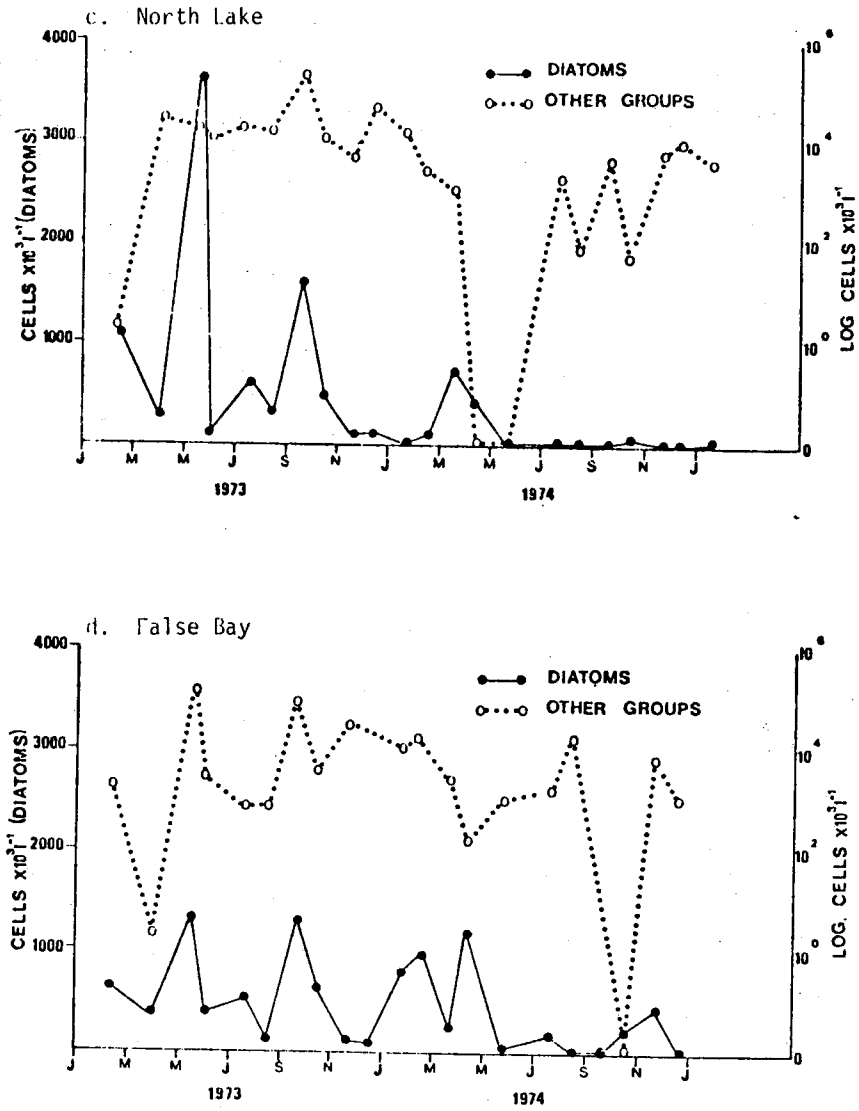 c. North Lake
4000
3000
2000
1000
CELLS x10³l⁻¹ (DIATOMS)
DIATOMS
OTHER GROUPS
10⁶
10⁴
10²
10⁰
0
LOG CELLS x10³l⁻¹
J M M J S N J M M J S N J
1973 1974
d. False Bay
4000
3000
2000
1000
CELLS x10³l⁻¹ (DIATOMS)
DIATOMS
OTHER GROUPS
10⁶
10⁴
10²
10⁰
0
LOG. CELLS x10³l⁻¹
J M M J S N J M M J S N J
1973 1974